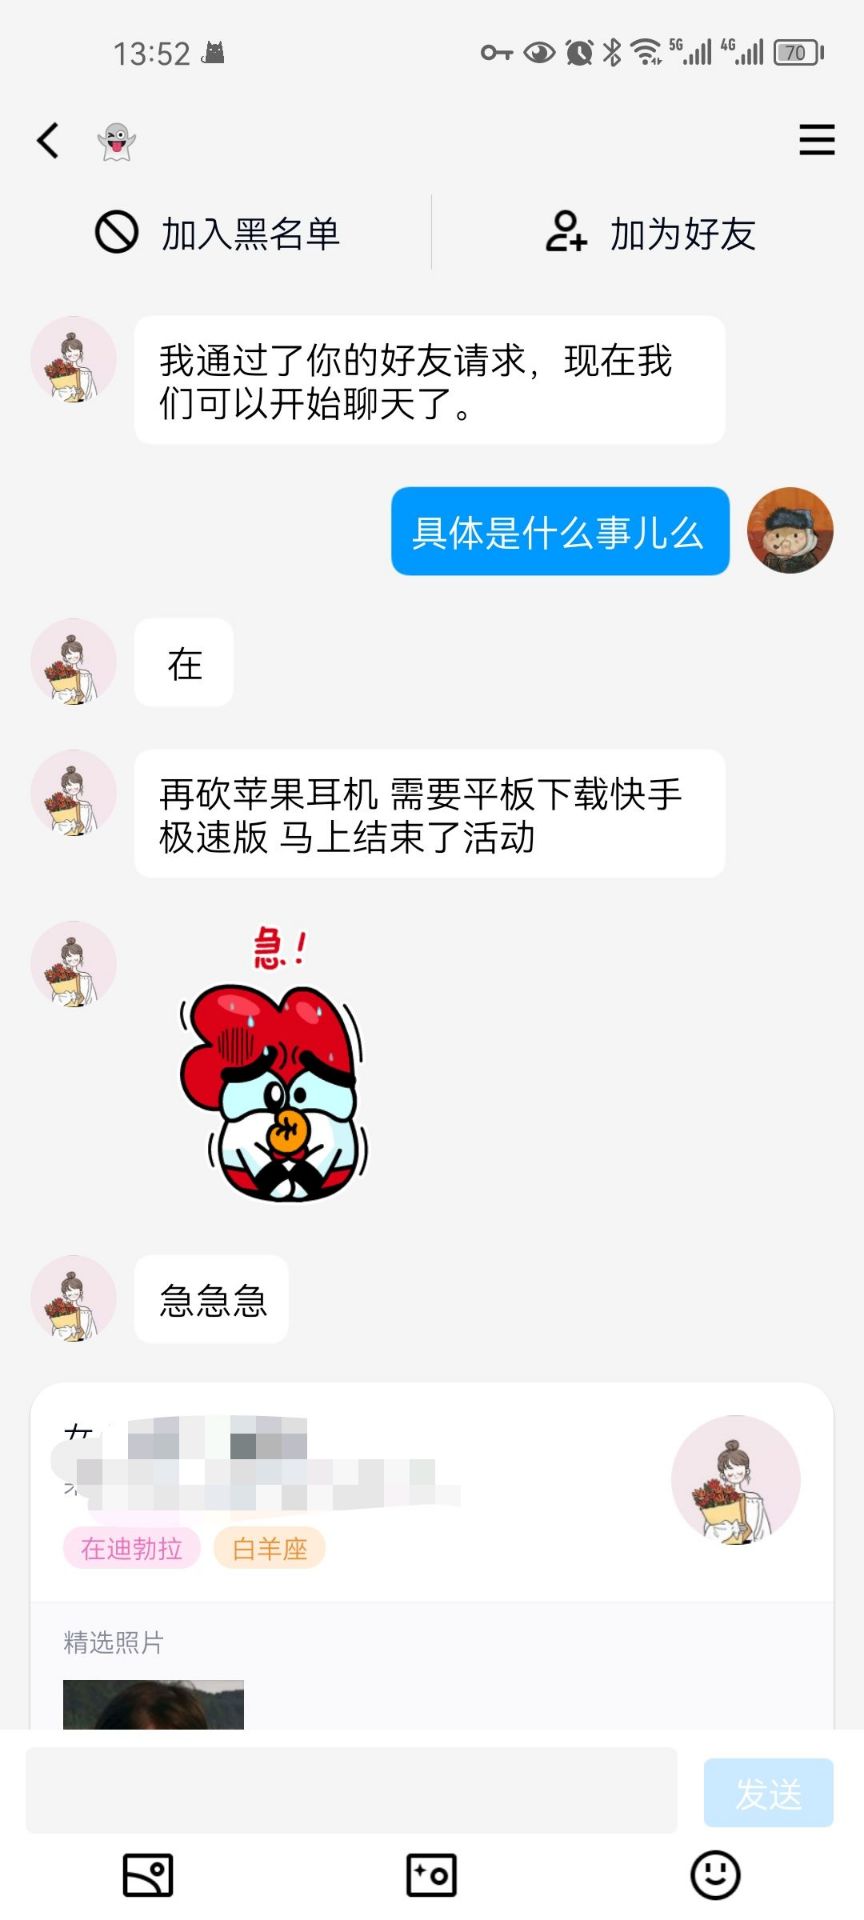 13:52
5G
4G
70
加入黑名单
加为好友
我通过了你的好友请求，现在我
们可以开始聊天了。
具体是什么事儿么
在
再砍苹果耳机 需要平板下载快手
极速版 马上结束了活动
急！
急急急
在迪勃拉
白羊座
精选照片
发送